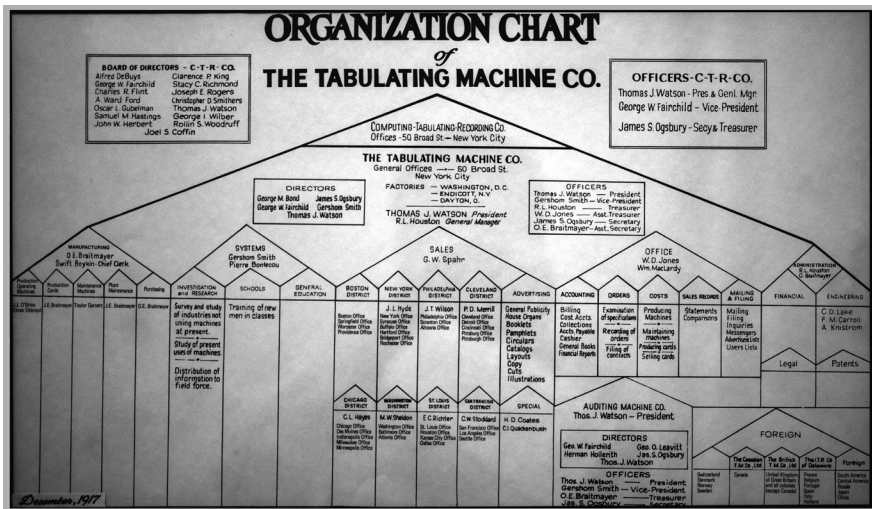 ORGANIZATION CHART
of
THE TABULATING MACHINE CO.
BOARD OF DIRECTORS - C-T-R-CO.
Alfred DeBuys Clarence P. King
George W. Fairchild Stacy C. Richmond
Charles R. Flint Joseph E. Rogers
A. Ward Ford Christopher D. Smithers
Oscar L. Gubelman Thomas J. Watson
Samuel M. Hastings George I. Wilber
John W. Herbert Rollin S. Woodruff
Joel S. Coffin
OFFICERS-C-T-R-CO.
Thomas J. Watson - Pres & Genl. Mgr.
George W. Fairchild - Vice-President
James S. Ogsbury - Secy & Treasurer
COMPUTING-TABULATING-RECORDING CO.
Offices - 50 Broad St. - New York City
THE TABULATING MACHINE CO.
General Offices - 50 Broad St.
New York City
FACTORIES - WASHINGTON, D.C.
- ENDICOTT, N.Y.
- DAYTON, O.
THOMAS J. WATSON President
R.L. Houston General Manager
DIRECTORS
George M. Bond James S. Ogsbury
George W. Fairchild Gershom Smith
Thomas J. Watson
OFFICERS
Thomas J. Watson - President
Gershom Smith - Vice-President
R.L. Houston - Treasurer
W.D. Jones - Asst. Treasurer
James S. Ogsbury - Secretary
O.E. Braitmayer - Asst. Secretary
MANUFACTURING
O.E. Braitmayer
Swift Boykin - Chief Clerk
Production Operating Machines
Production Cards
Maintenance Machines
Plant Maintenance
Purchasing
J.E. Braitmayer
Taylor Garnett
J.E. Braitmayer
O.E. Braitmayer
SYSTEMS
Gershom Smith
Pierre Bontecou
INVESTIGATION
and RESEARCH
Survey and study
of industries not
using machines
at present.
Study of present
uses of machines.
Distribution of
information to
field force.
SCHOOLS
Training of new
men in classes
GENERAL
EDUCATION
SALES
G.W. Spahr
BOSTON
DISTRICT
Boston Office
Springfield Office
Worcester Office
Providence Office
NEW YORK
DISTRICT
J.L. Hyde
New York Office
Syracuse Office
Buffalo Office
Hartford Office
Bridgeport Office
Rochester Office
PHILADELPHIA
DISTRICT
J.T. Wilson
Philadelphia Office
Scranton Office
Altoona Office
CLEVELAND
DISTRICT
P.D. Merrill
Cleveland Office
Detroit Office
Cincinnati Office
Pittsburg Office
ADVERTISING
General Publicity
House Organs
Booklets
Pamphlets
Circulars
Catalogs
Layouts
Copy
Cuts
Illustrations
CHICAGO
DISTRICT
C.L. Hayes
Chicago Office
Des Moines Office
Indianapolis Office
Milwaukee Office
Minneapolis Office
WASHINGTON
DISTRICT
M.W. Sheldon
Washington Office
Baltimore Office
Atlanta Office
ST. LOUIS
DISTRICT
E.C. Richter
St. Louis Office
Houston Office
Kansas City Office
Dallas Office
SAN FRANCISCO
DISTRICT
C.W. Stoddard
San Francisco Office
Los Angeles Office
Seattle Office
SPECIAL
H.D. Coates
OFFICE
W.D. Jones
Wm. MacLardy
ACCOUNTING
Billing
Cost Accts.
Collections
Accts. Payable
Cashier
General Books
Financial Reports
ORDERS
Examination
of specifications
Recording of
orders
Filing of
contracts
COSTS
Producing
Machines
Maintaining
machines
Producing cards
Selling cards
SALES RECORDS
Statements
Comparisons
MAILING
& FILING
Mailing
Filing
Inquiries
Messengers
Advertisers Lists
Users Lists
ADMINISTRATION
R.L. Houston
O. Braitmayer
FINANCIAL
ENGINEERING
C.D. Lake
F.M. Carroll
A. Knistrom
Legal
Patents
AUDITING MACHINE CO.
Thos. J. Watson - President
DIRECTORS
Geo. W. Fairchild Geo. O. Leavitt
Herman Hollerith Jas. S. Ogsbury
Thos. J. Watson
OFFICERS
Thos. J. Watson - President
Gershom Smith - Vice-President
O.E. Braitmayer - Treasurer
Jas. S. Ogsbury - Secretary
FOREIGN
Switzerland
Denmark
Norway
Sweden
The Canadian
T.M. Co., Ltd.
Canada
The British
T.M. Co., Ltd.
United Kingdom
of Great Britain
and all colonies
(except Canada)
The I.T.R. Co
of Delaware
France
Belgium
Portugal
Spain
Italy
Holland
Foreign
South America
Central America
Russia
Japan
China
December, 1917